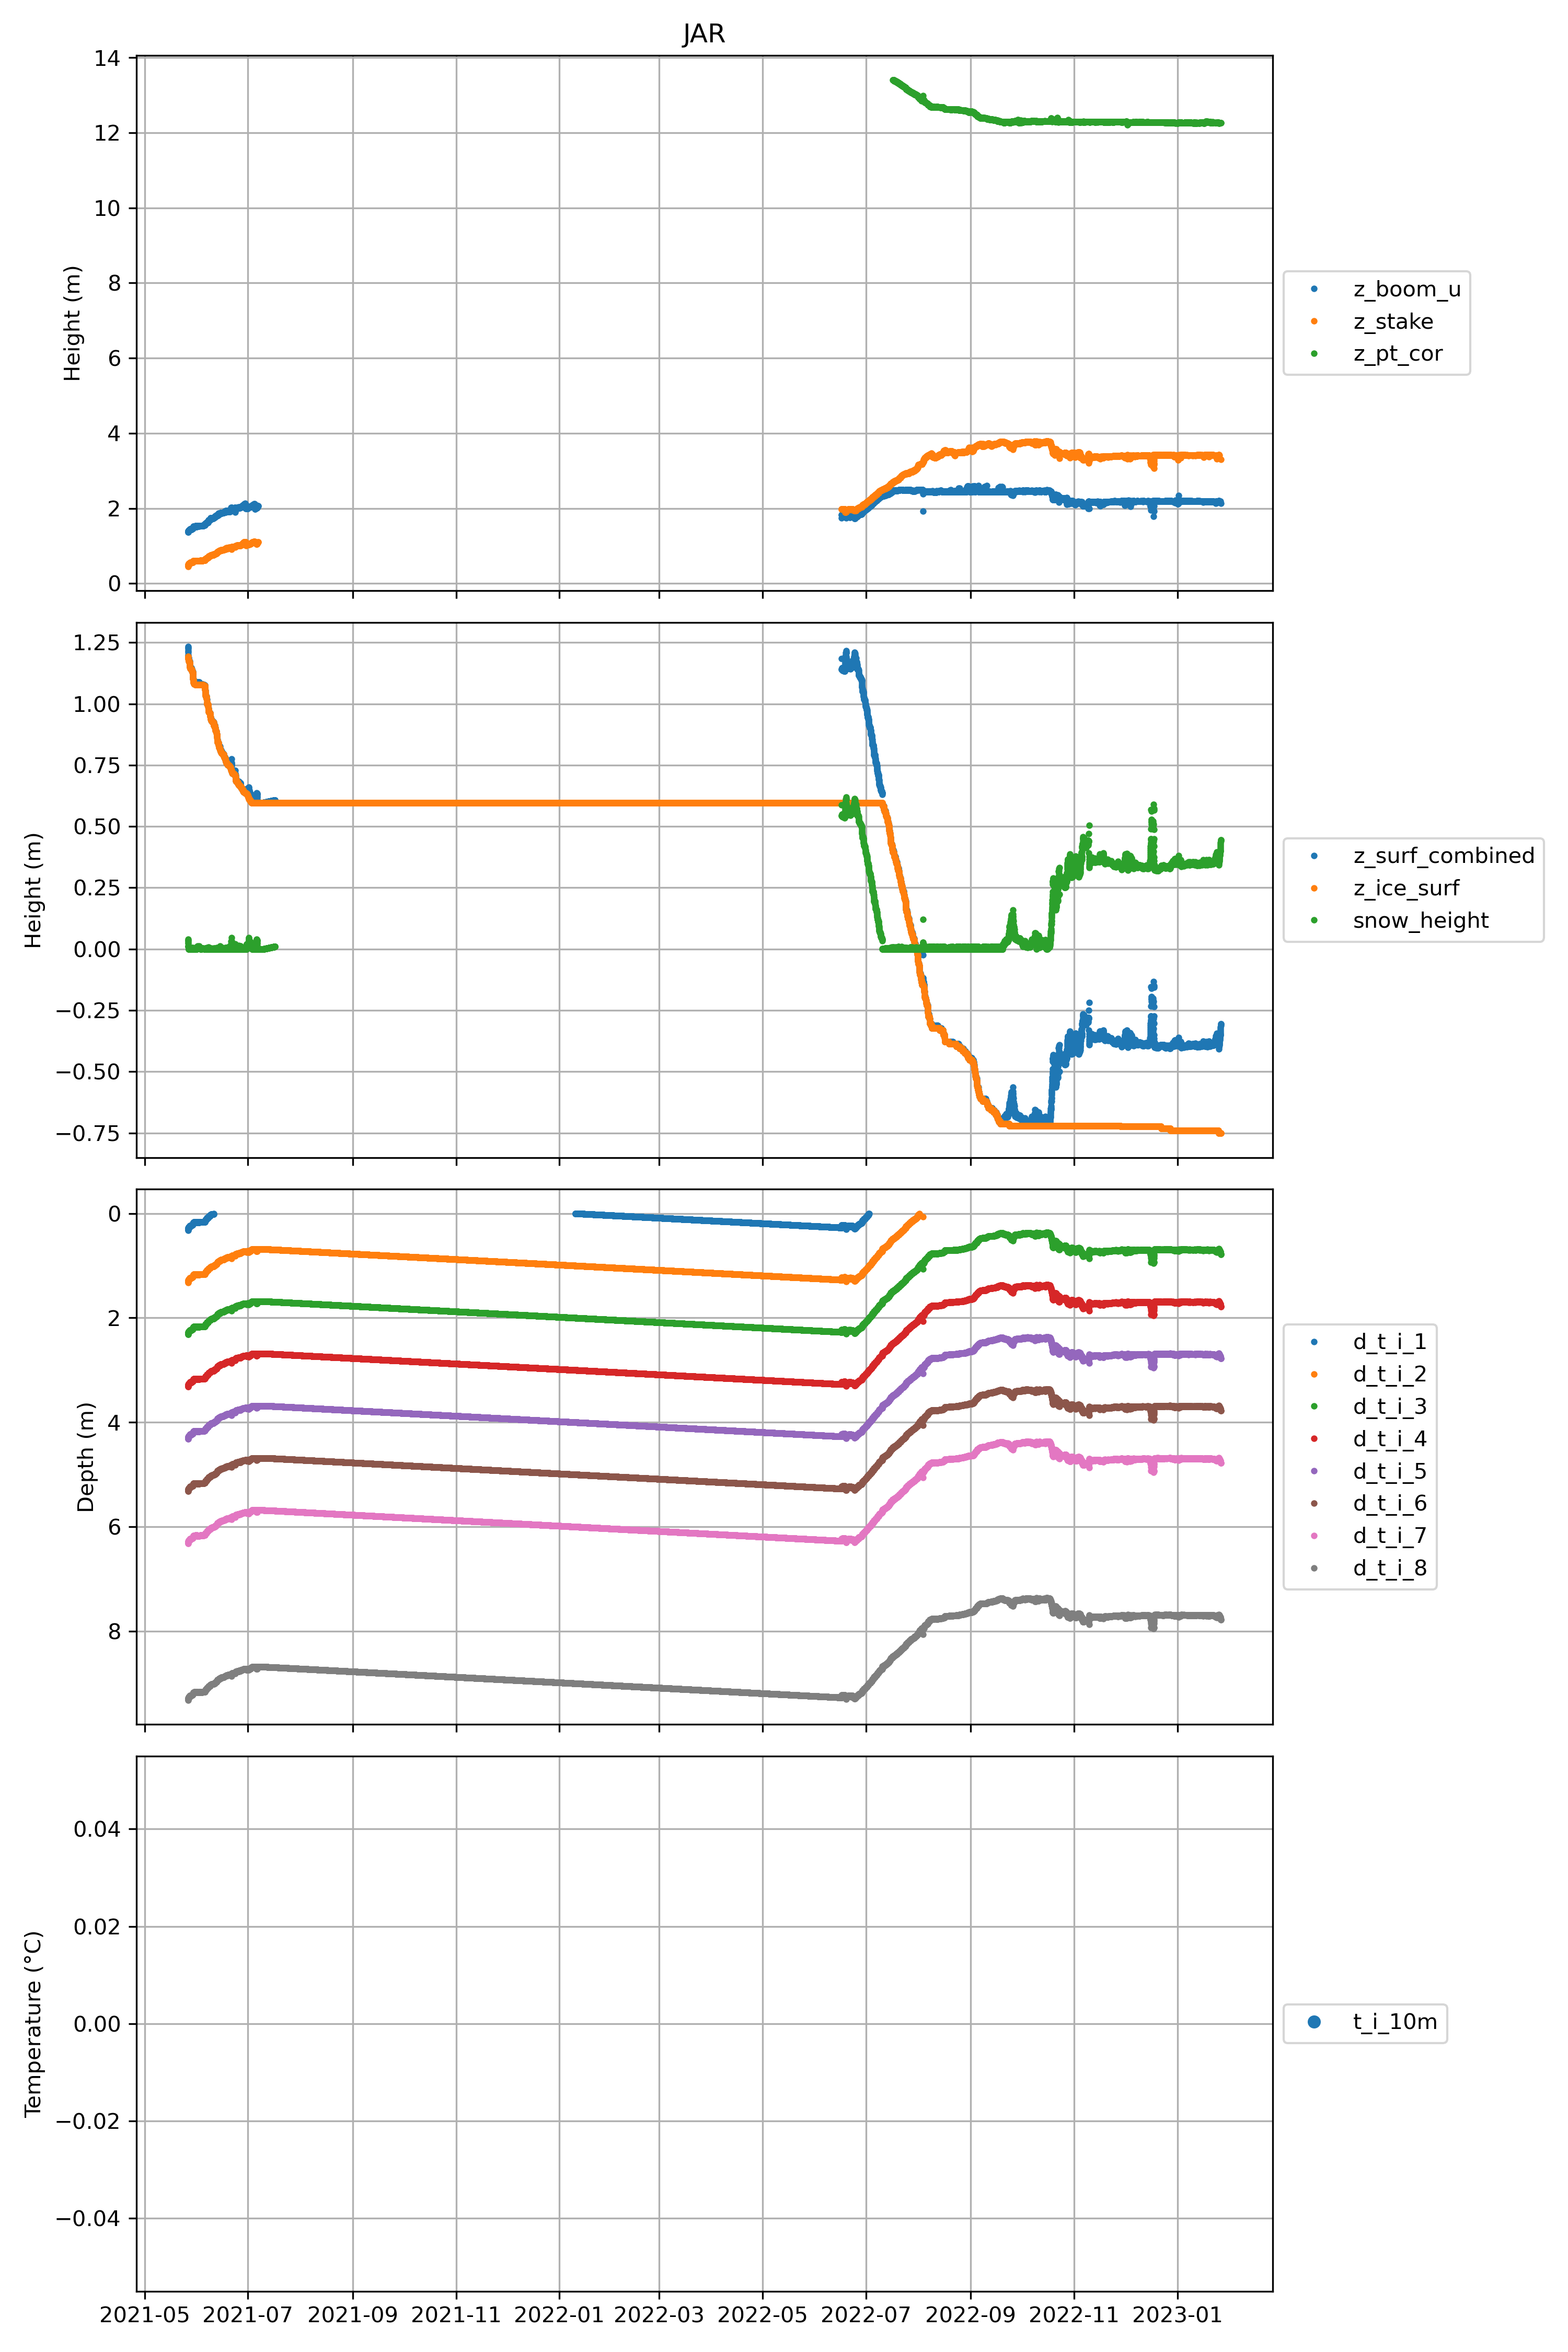 JAR
14
12
10
8
6
4
2
0
Height (m)
z_boom_u
z_stake
z_pt_cor
1.25
1.00
0.75
0.50
0.25
0.00
−0.25
−0.50
−0.75
Height (m)
z_surf_combined
z_ice_surf
snow_height
0
2
4
6
8
Depth (m)
d_t_i_1
d_t_i_2
d_t_i_3
d_t_i_4
d_t_i_5
d_t_i_6
d_t_i_7
d_t_i_8
0.04
0.02
0.00
−0.02
−0.04
Temperature (°C)
t_i_10m
2021-05 2021-07 2021-09 2021-11 2022-01 2022-03 2022-05 2022-07 2022-09 2022-11 2023-01